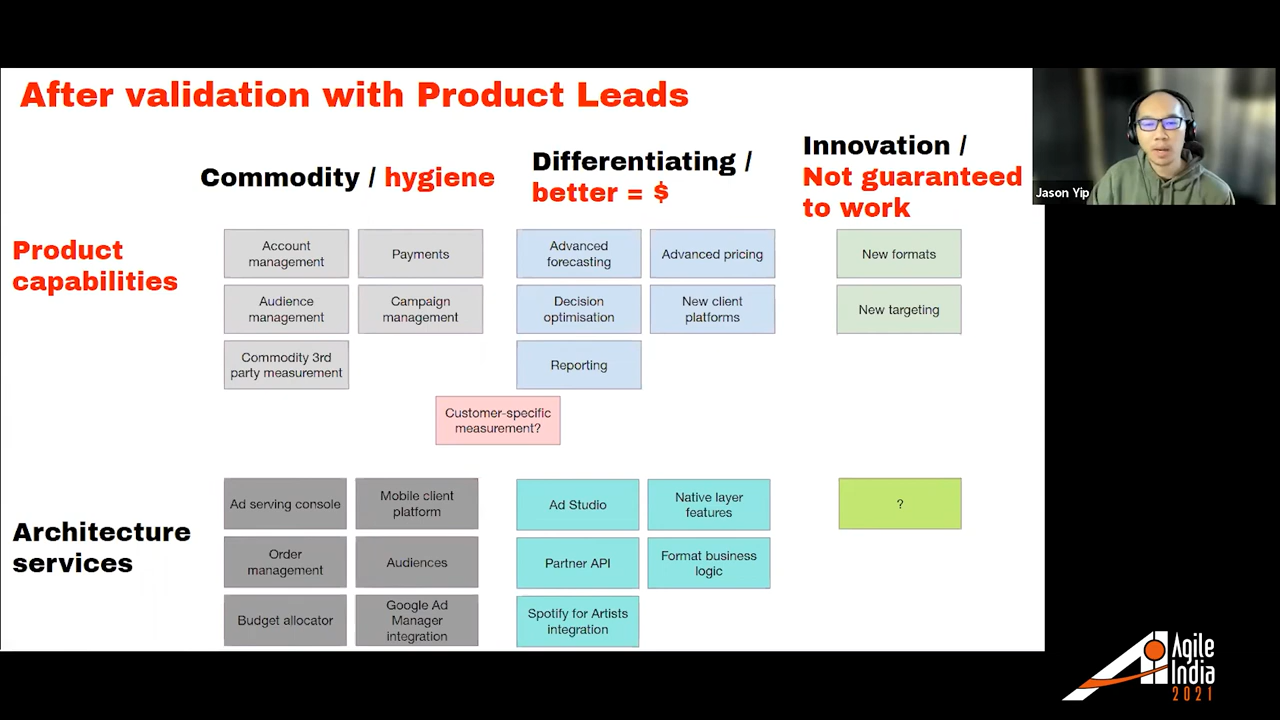 After validation with Product Leads
Commodity / hygiene
Differentiating /
better = $
Innovation /
Not guaranteed
to work
Jason Yip
Product
capabilities
Account
management
Payments
Advanced
forecasting
Advanced pricing
New formats
Audience
management
Campaign
management
Decision
optimisation
New client
platforms
New targeting
Commodity 3rd
party measurement
Reporting
Customer-specific
measurement?
Architecture
services
Ad serving console
Mobile client
platform
Ad Studio
Native layer
features
?
Order
management
Audiences
Partner API
Format business
logic
Budget allocator
Google Ad
Manager
integration
Spotify for Artists
integration
Agile
India
2021